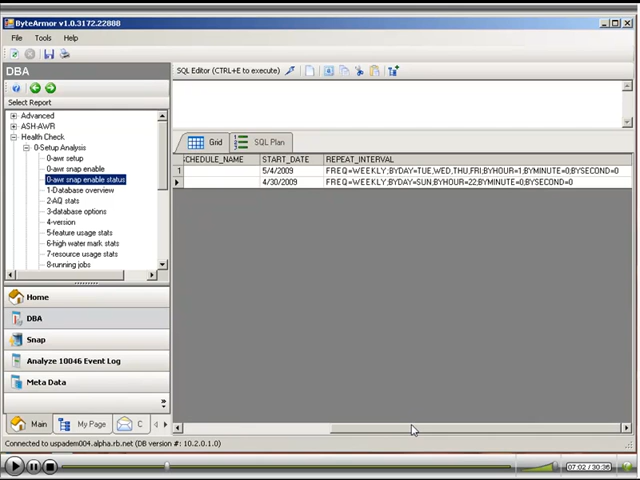 ByteArmor v1.0.3172.22888
File Tools Help
DBA
SQL Editor (CTRL+E to execute)
Select Report
Advanced
ASH-AWR
Health Check
0-Setup Analysis
0-awr setup
0-awr snap enable
0-awr snap enable status
1-Database overview
2-AQ stats
3-database options
4-version
5-feature usage stats
6-high water mark stats
7-resource usage stats
8-running jobs
Grid SQL Plan
SCHEDULE_NAME START_DATE REPEAT_INTERVAL
1 5/4/2009 FREQ=WEEKLY;BYDAY=TUE,WED,THU,FRI;BYHOUR=1;BYMINUTE=0;BYSECOND=0
4/30/2009 FREQ=WEEKLY;BYDAY=SUN;BYHOUR=22;BYMINUTE=0;BYSECOND=0
Home
DBA
Snap
Analyze 10046 Event Log
Meta Data
Main My Page C
Connected to uspadem004.alpha.rb.net (DB version #: 10.2.0.1.0)
07:02 / 30:36